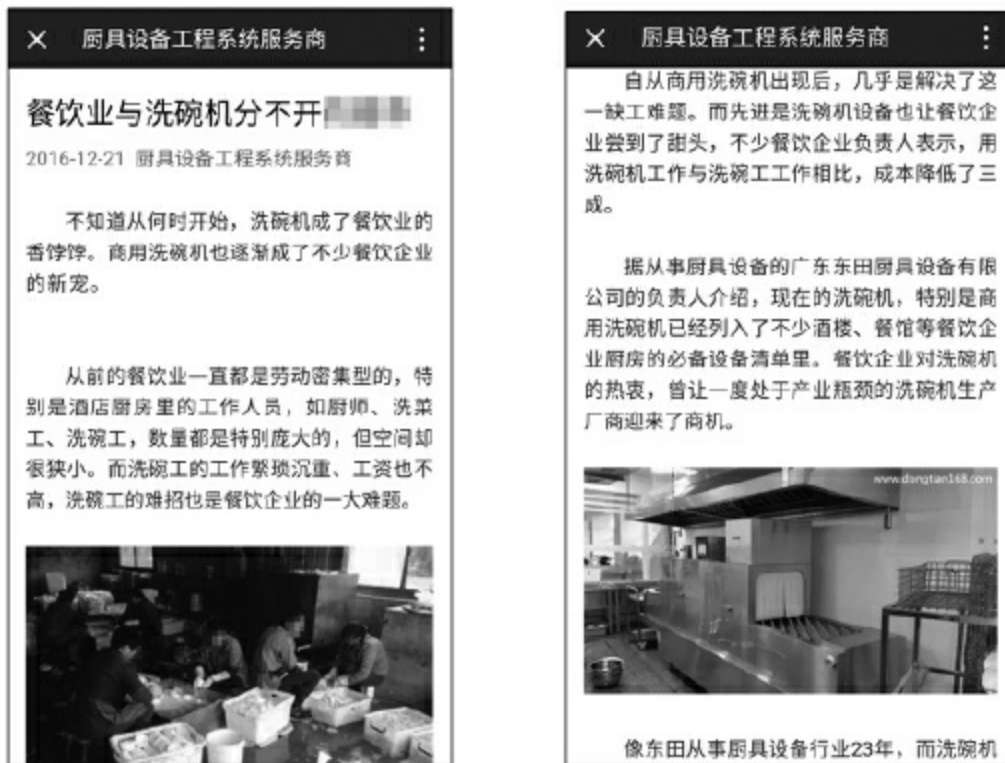 厨具设备工程系统服务商
餐饮业与洗碗机分不开
2016-12-21 厨具设备工程系统服务商
不知道从何时开始，洗碗机成了餐饮业的
香饽饽。商用洗碗机也逐渐成了不少餐饮企业
的新宠。
从前的餐饮业一直都是劳动密集型的，特
别是酒店厨房里的工作人员，如厨师、洗菜
工、洗碗工，数量都是特别庞大的，但空间却
很狭小。而洗碗工的工作繁琐沉重、工资也不
高，洗碗工的难招也是餐饮企业的一大难题。
厨具设备工程系统服务商
自从商用洗碗机出现后，几乎是解决了这
一缺工难题。而先进是洗碗机设备也让餐饮企
业尝到了甜头，不少餐饮企业负责人表示，用
洗碗机工作与洗碗工工作相比，成本降低了三
成。
据从事厨具设备的广东东田厨具设备有限
公司的负责人介绍，现在的洗碗机，特别是商
用洗碗机已经列入了不少酒楼、餐馆等餐饮企
业厨房的必备设备清单里。餐饮企业对洗碗机
的热衷，曾让一度处于产业瓶颈的洗碗机生产
厂商迎来了商机。
www.dongtian168.com
像东田从事厨具设备行业23年，而洗碗机